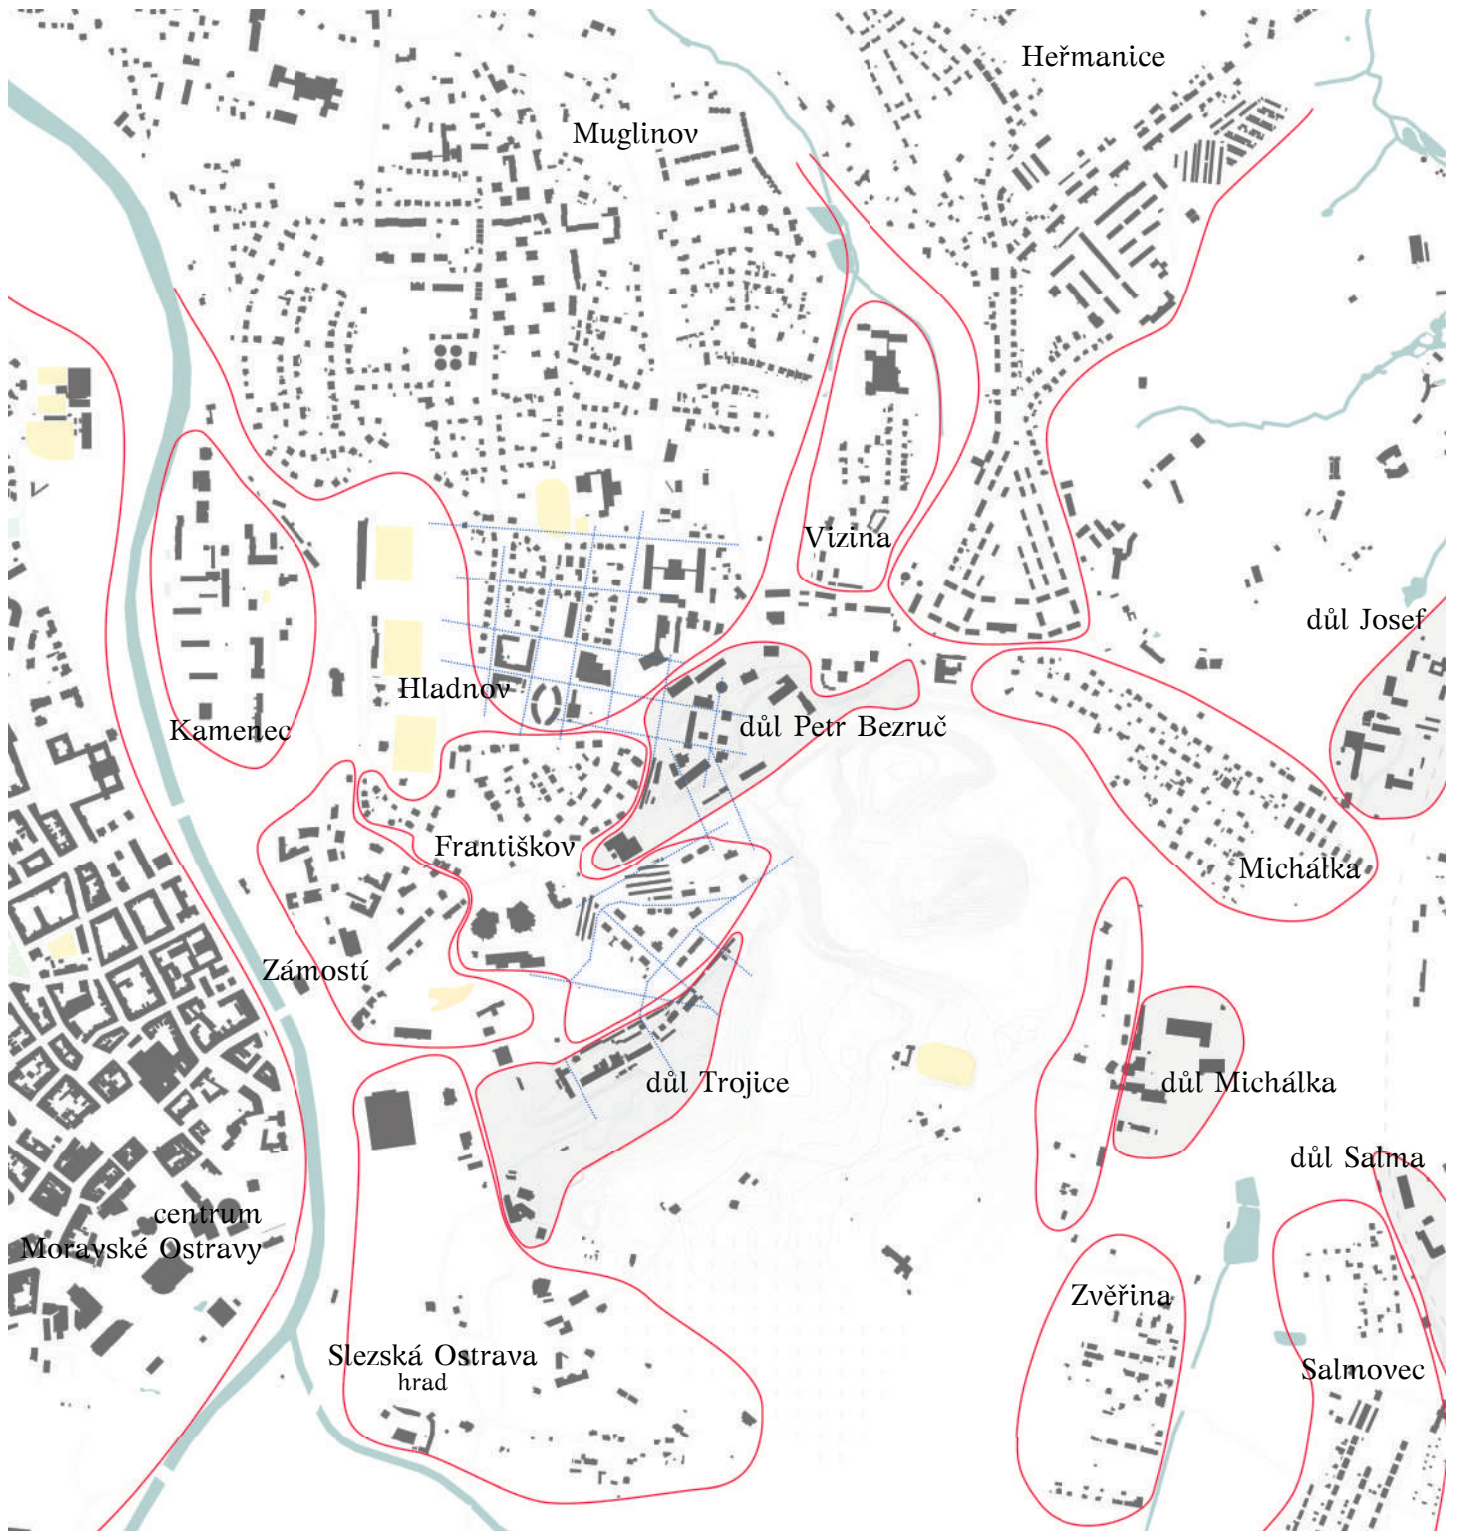 Heřmanice
Muglinov
Vizina
důl Josef
Hladnov
Kamenec
důl Petr Bezruč
Františkov
Michálka
Zámostí
důl Trojice
důl Michálka
důl Salma
centrum
Moravské Ostravy
Zvěřina
Slezská Ostrava
hrad
Salmovec